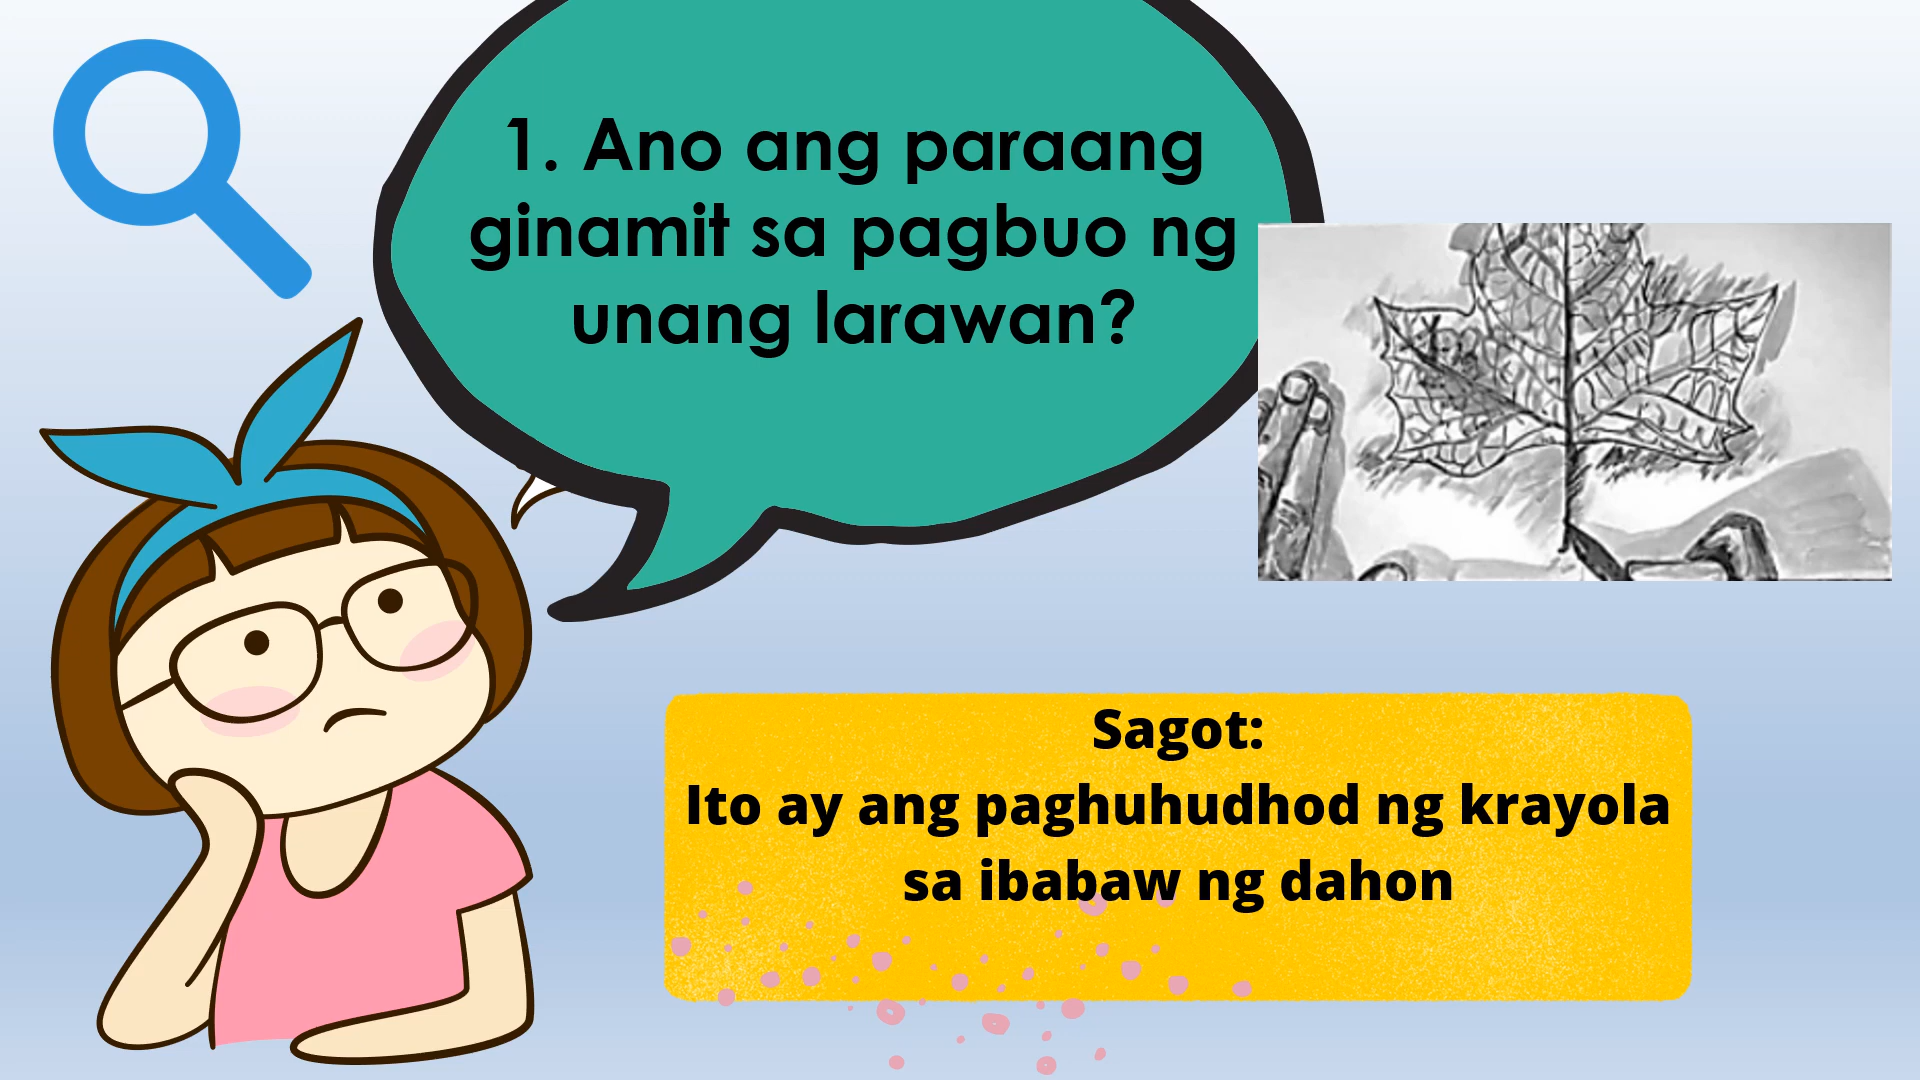 1. Ano ang paraang
ginamit sa pagbuo ng
unang larawan?
Sagot:
Ito ay ang paghuhudhod ng krayola
sa ibabaw ng dahon